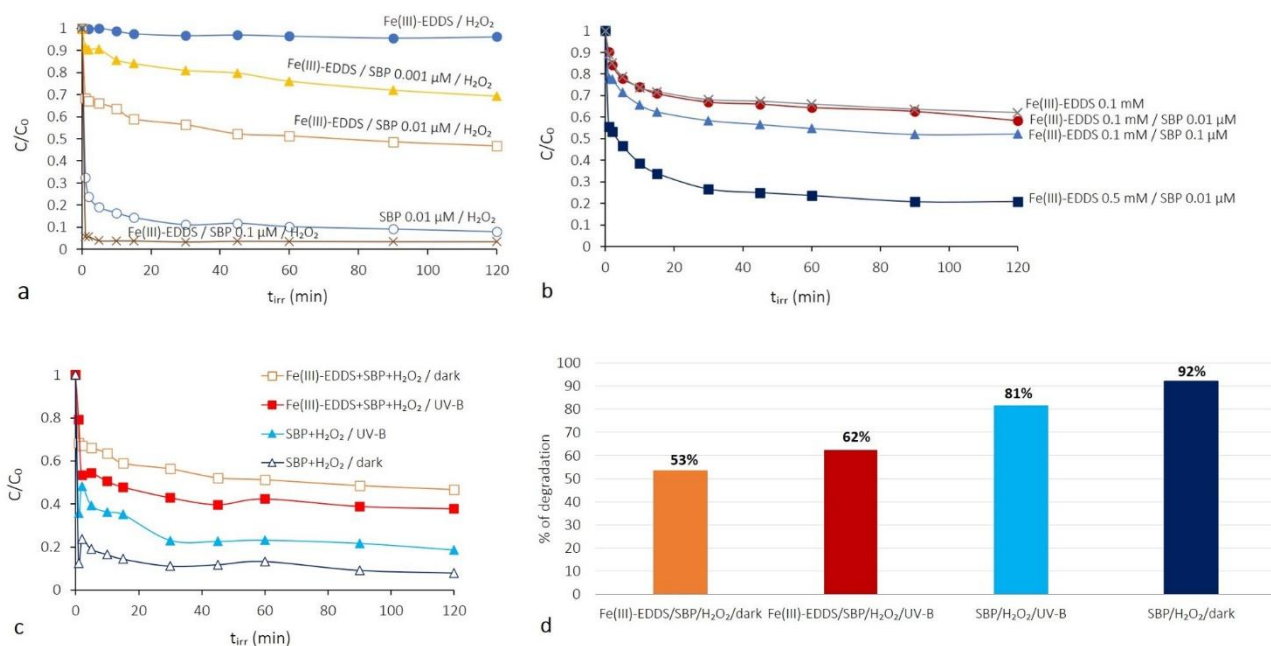 1
0.9
0.8
0.7
0.6
0.5
0.4
0.3
0.2
0.1
0
C/C₀
Fe(III)-EDDS / H₂O₂
Fe(III)-EDDS / SBP 0.001 µM / H₂O₂
Fe(III)-EDDS / SBP 0.01 µM / H₂O₂
SBP 0.01 µM / H₂O₂
Fe(III)-EDDS / SBP 0.1 µM / H₂O₂
0 20 40 60 80 100 120
t_irr (min)
a
1
0.9
0.8
0.7
0.6
0.5
0.4
0.3
0.2
0.1
0
C/C₀
Fe(III)-EDDS 0.1 mM
Fe(III)-EDDS 0.1 mM / SBP 0.01 µM
Fe(III)-EDDS 0.1 mM / SBP 0.1 µM
Fe(III)-EDDS 0.5 mM / SBP 0.01 µM
0 20 40 60 80 100 120
t_irr (min)
b
1
0.8
0.6
0.4
0.2
0
C/C₀
Fe(III)-EDDS+SBP+H₂O₂ / dark
Fe(III)-EDDS+SBP+H₂O₂ / UV-B
SBP+H₂O₂ / UV-B
SBP+H₂O₂ / dark
0 20 40 60 80 100 120
t_irr (min)
c
100
90
80
70
60
50
40
30
20
10
0
% of degradation
53%
62%
81%
92%
Fe(III)-EDDS/SBP/H₂O₂/dark Fe(III)-EDDS/SBP/H₂O₂/UV-B SBP/H₂O₂/UV-B SBP/H₂O₂/dark
d